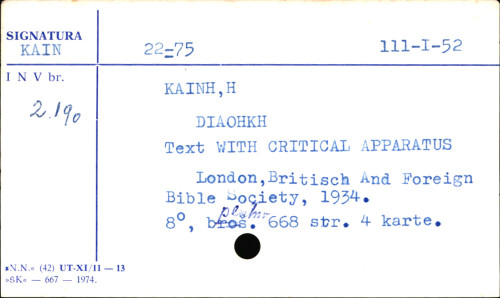 SIGNATURA
KAIN 22-75 111-I-52
I N V br.
2.190
KAINH,H
DIAOHKH
Text WITH CRITICAL APPARATUS
London,Britisch And Foreign
Bible Society, 1934.
8°, broš. 668 str. 4 karte.
»N.N.« (42) UT-XI/11 — 13
»SK« — 667 — 1974.